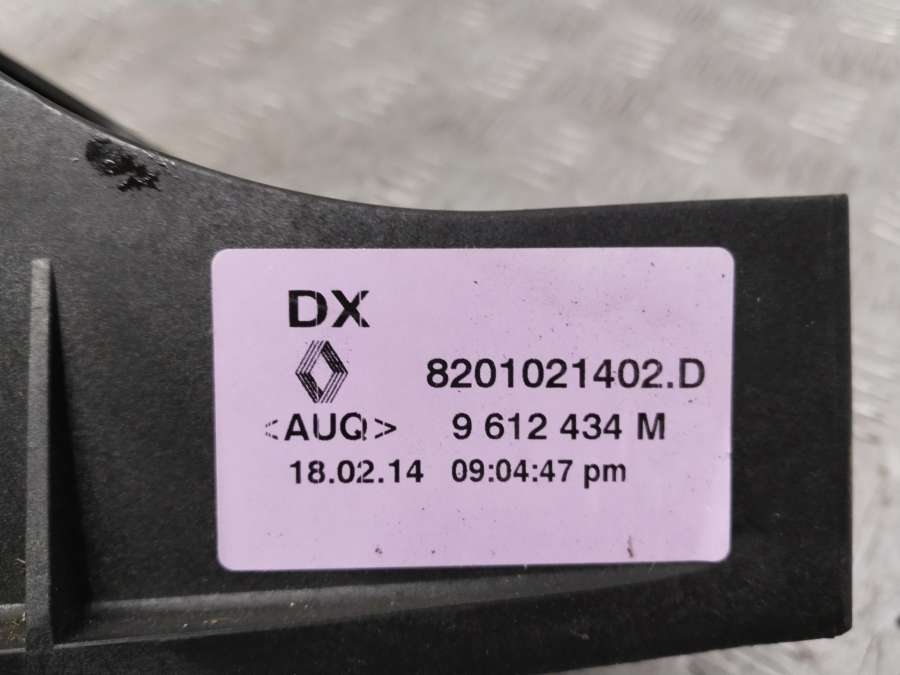 DX
8201021402.D
<AUQ> 9 612 434 M
18.02.14 09:04:47 pm